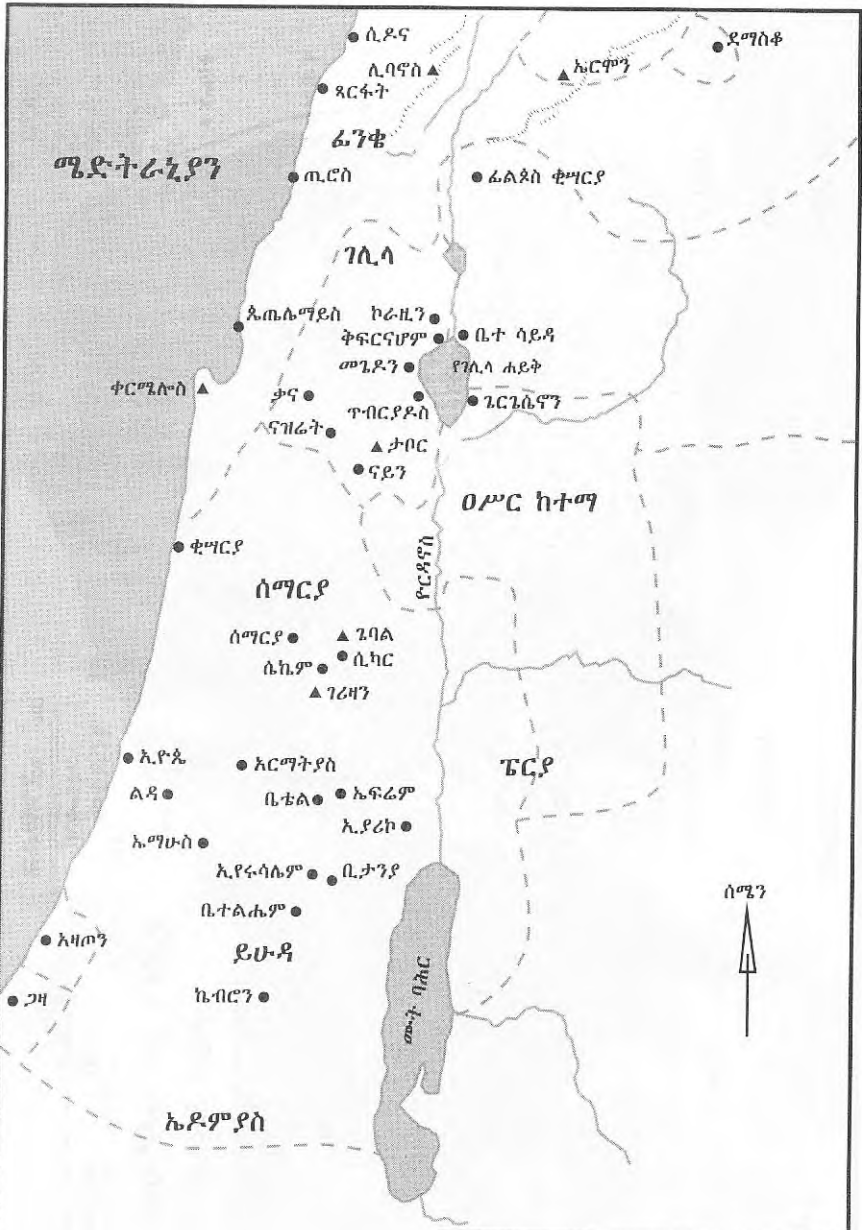 ሲዶና
ደማስቆ
ሊባኖስ
ኤርሞን
ጻርፋት
ፊንቄ
ሜድትራኒያን
ጢሮስ
ፊልጶስ ቂሣርያ
ገሊላ
ጴጤሌማይስ
ኮራዚን
ቅፍርናሆም
ቤተ ሳይዳ
መጌዶን
የገሊላ ሐይቅ
ቀርሜሎስ
ቃና
ጥብርያዶስ
ጌርጌሴኖን
ናዝሬት
ታቦር
ናይን
ዐሥር ከተማ
ቂሣርያ
ዮርዳኖስ
ሰማርያ
ሰማርያ
ጌባል
ሲካር
ሴኬም
ገሪዛን
ኢዮጴ
አርማትያስ
ፔርያ
ልዳ
ቤቴል
ኤፍሬም
ኢያሪኮ
ኤማሁስ
ኢየሩሳሌም
ቢታንያ
ሰሜን
ቤተልሔም
አዛጦን
ይሁዳ
ጋዛ
ኬብሮን
ሙት ባሕር
ኤዶምያስ